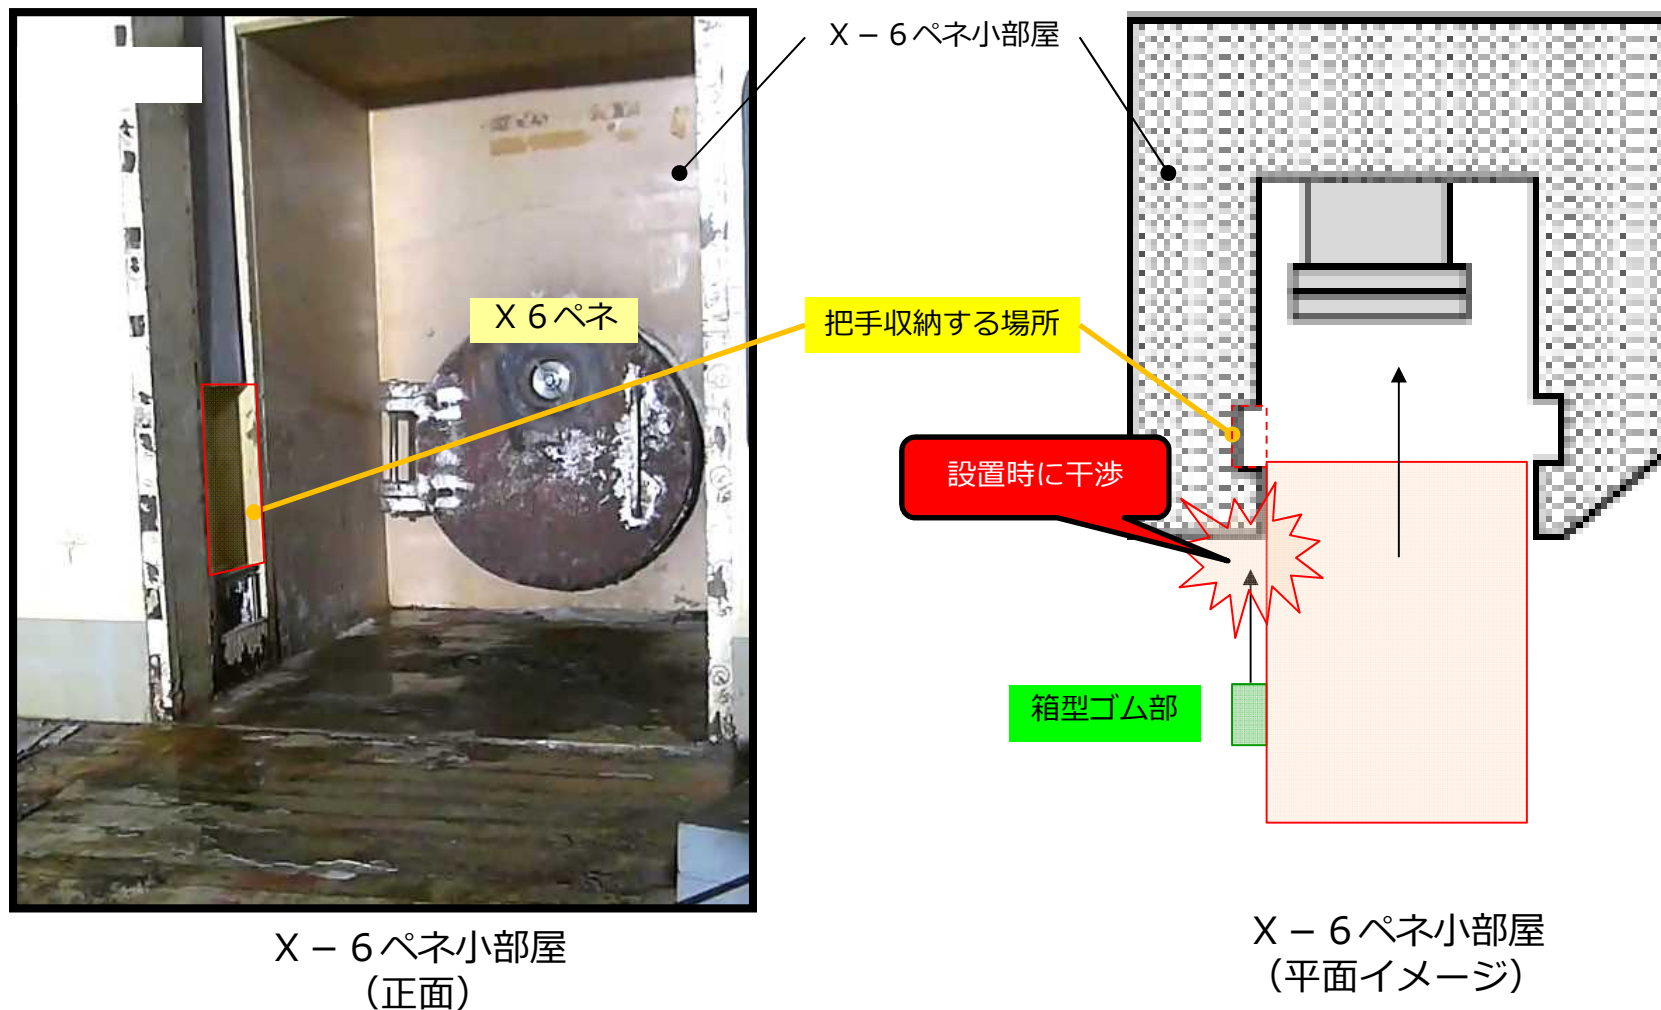 X－6ペネ小部屋
X6ペネ
把手収納する場所
設置時に干渉
箱型ゴム部
X－6ペネ小部屋
（正面）
X－6ペネ小部屋
（平面イメージ）